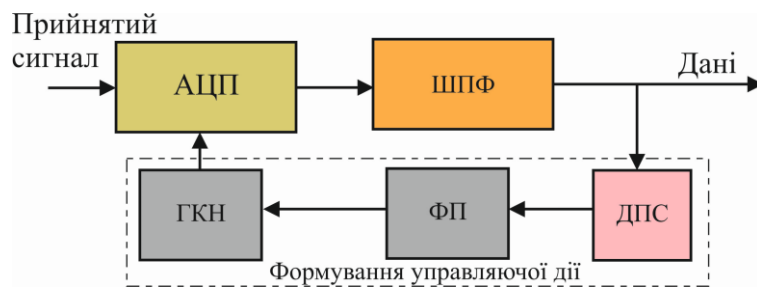 Прийнятий
сигнал
АЦП
ШПФ
Дані
ГКН
ФП
ДПС
Формування управляючої дії